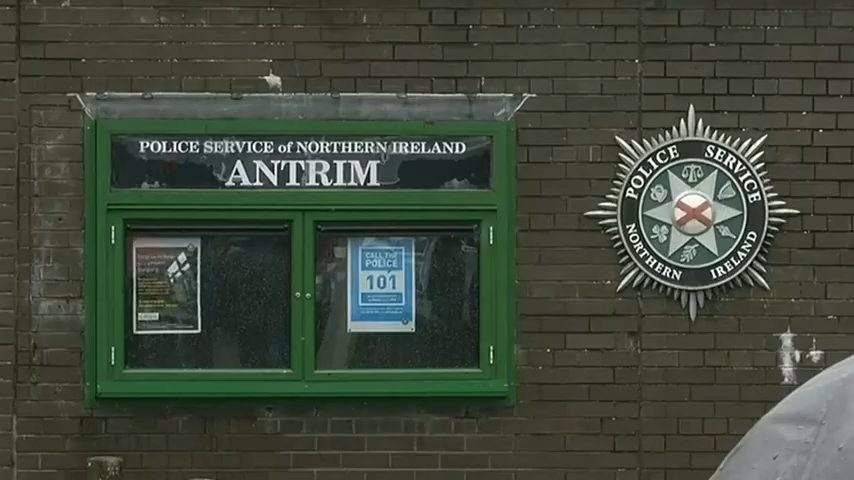 POLICE SERVICE of NORTHERN IRELAND
ANTRIM
CALL THE
POLICE
101
POLICE SERVICE
NORTHERN IRELAND